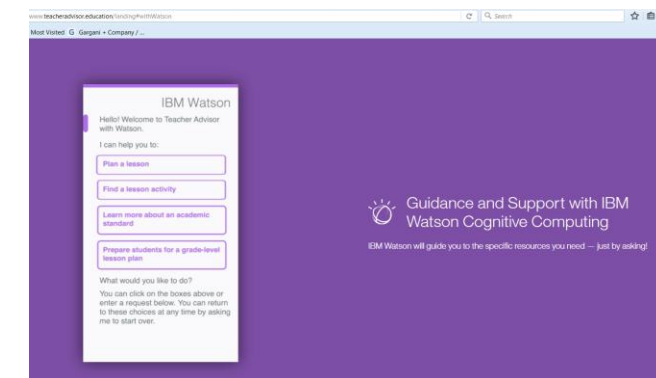 www.teacheradvisor.education/landing#withWatson
Search
Most Visited G Gargani + Company / ...
IBM Watson
Hello! Welcome to Teacher Advisor
with Watson.
I can help you to:
Plan a lesson
Find a lesson activity
Learn more about an academic
standard
Prepare students for a grade-level
lesson plan
What would you like to do?
You can click on the boxes above or
enter a request below. You can return
to these choices at any time by asking
me to start over.
Guidance and Support with IBM
Watson Cognitive Computing
IBM Watson will guide you to the specific resources you need — just by asking!